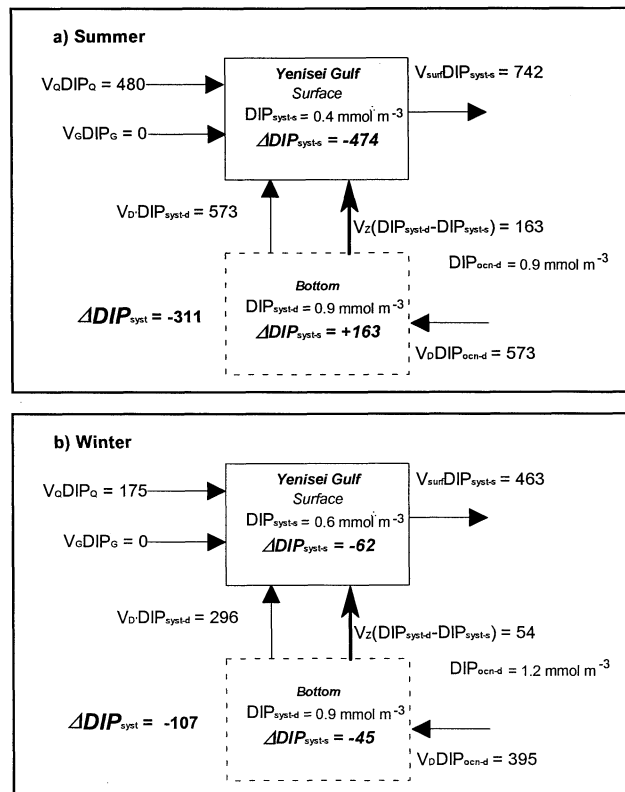 a) Summer
VQDIPQ = 480
VGDIPG = 0
Yenisei Gulf
Surface
DIPsyst-s = 0.4 mmol m-3
ΔDIPsyst-s = -474
VsurfDIPsyst-s = 742
VD'DIPsyst-d = 573
VZ(DIPsyst-d-DIPsyst-s) = 163
DIPocn-d = 0.9 mmol m-3
ΔDIPsyst = -311
Bottom
DIPsyst-d = 0.9 mmol m-3
ΔDIPsyst-s = +163
VDDIPocn-d = 573
b) Winter
VQDIPQ = 175
VGDIPG = 0
Yenisei Gulf
Surface
DIPsyst-s = 0.6 mmol m-3
ΔDIPsyst-s = -62
VsurfDIPsyst-s = 463
VD'DIPsyst-d = 296
VZ(DIPsyst-d-DIPsyst-s) = 54
DIPocn-d = 1.2 mmol m-3
ΔDIPsyst = -107
Bottom
DIPsyst-d = 0.9 mmol m-3
ΔDIPsyst-s = -45
VDDIPocn-d = 395